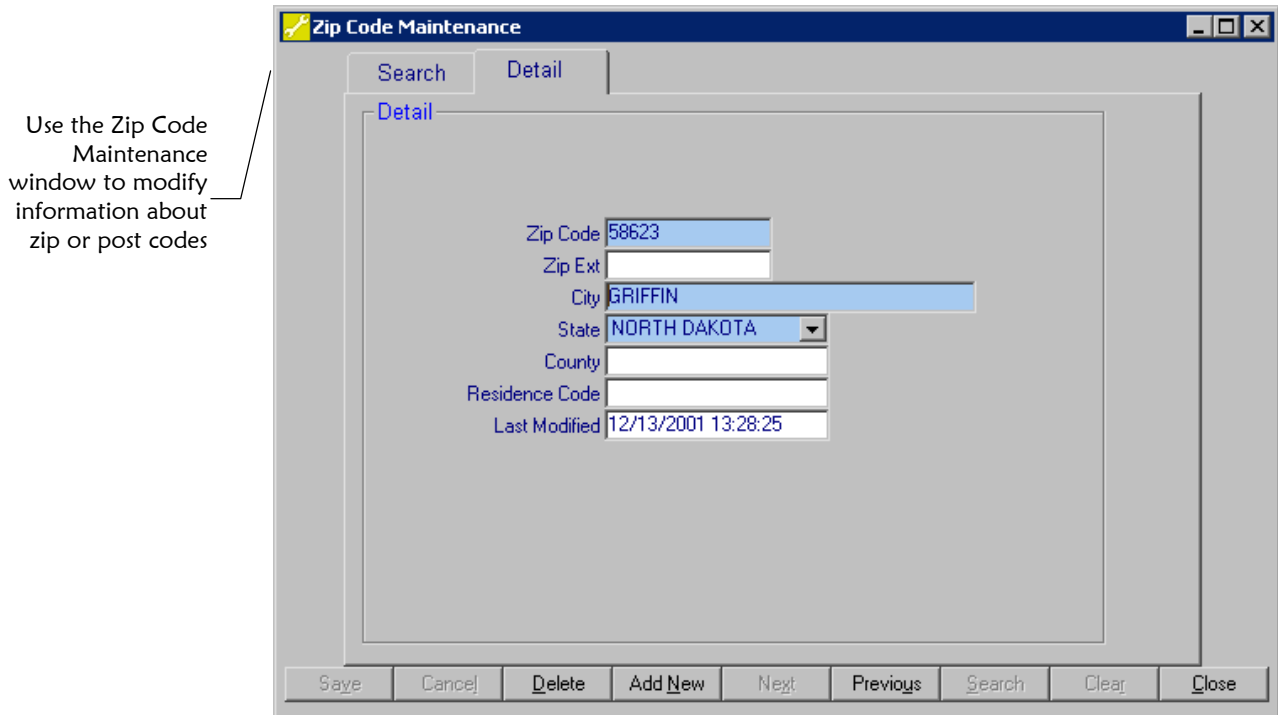 Zip Code Maintenance
Search Detail
Detail
Use the Zip Code
Maintenance
window to modify
information about
zip or post codes
Zip Code 58623
Zip Ext
City GRIFFIN
State NORTH DAKOTA
County
Residence Code
Last Modified 12/13/2001 13:28:25
Save Cancel Delete Add New Next Previous Search Clear Close